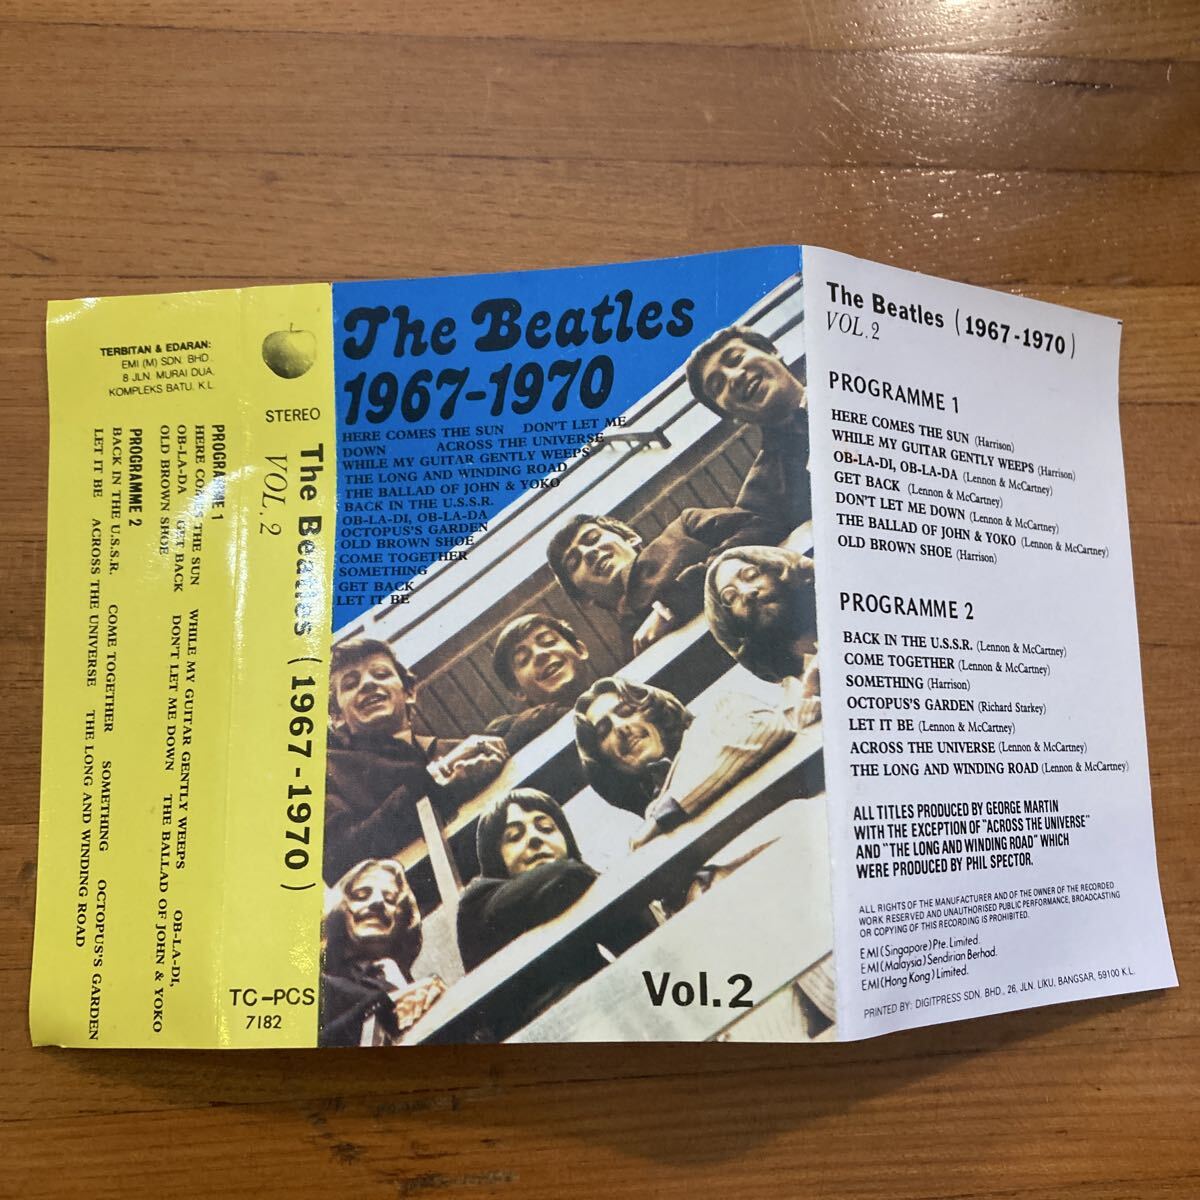 TERBITAN & EDARAN:
EMI (M) SDN. BHD.
8 JLN. MURAI DUA,
KOMPLEKS BATU, K.L.
PROGRAMME 1
HERE COMES THE SUN WHILE MY GUITAR GENTLY WEEPS OB-LA-DI,
OB-LA-DA GET BACK DON'T LET ME DOWN THE BALLAD OF JOHN & YOKO
OLD BROWN SHOE
PROGRAMME 2
BACK IN THE U.S.S.R. COME TOGETHER SOMETHING OCTOPUS'S GARDEN
LET IT BE ACROSS THE UNIVERSE THE LONG AND WINDING ROAD
STEREO
The Beatles (1967-1970)
VOL.2
TC-PCS
7182
The Beatles
1967-1970
HERE COMES THE SUN DON'T LET ME
DOWN ACROSS THE UNIVERSE
WHILE MY GUITAR GENTLY WEEPS
THE LONG AND WINDING ROAD
THE BALLAD OF JOHN & YOKO
BACK IN THE U.S.S.R.
OB-LA-DI, OB-LA-DA
OCTOPUS'S GARDEN
OLD BROWN SHOE
COME TOGETHER
SOMETHING
GET BACK
LET IT BE
Vol.2
The Beatles (1967-1970)
VOL.2
PROGRAMME 1
HERE COMES THE SUN (Harrison)
WHILE MY GUITAR GENTLY WEEPS (Harrison)
OB-LA-DI, OB-LA-DA (Lennon & McCartney)
GET BACK (Lennon & McCartney)
DON'T LET ME DOWN (Lennon & McCartney)
THE BALLAD OF JOHN & YOKO (Lennon & McCartney)
OLD BROWN SHOE (Harrison)
PROGRAMME 2
BACK IN THE U.S.S.R. (Lennon & McCartney)
COME TOGETHER (Lennon & McCartney)
SOMETHING (Harrison)
OCTOPUS'S GARDEN (Richard Starkey)
LET IT BE (Lennon & McCartney)
ACROSS THE UNIVERSE (Lennon & McCartney)
THE LONG AND WINDING ROAD (Lennon & McCartney)
ALL TITLES PRODUCED BY GEORGE MARTIN
WITH THE EXCEPTION OF "ACROSS THE UNIVERSE"
AND "THE LONG AND WINDING ROAD" WHICH
WERE PRODUCED BY PHIL SPECTOR.
ALL RIGHTS OF THE MANUFACTURER AND OF THE OWNER OF THE RECORDED
WORK RESERVED AND UNAUTHORISED PUBLIC PERFORMANCE, BROADCASTING
OR COPYING OF THIS RECORDING IS PROHIBITED.
EMI (Singapore) Pte. Limited.
EMI (Malaysia) Sendirian Berhad.
EMI (Hong Kong) Limited.
PRINTED BY: DIGITPRESS SDN. BHD., 26, JLN. LIKU, BANGSAR, 59100 K.L.